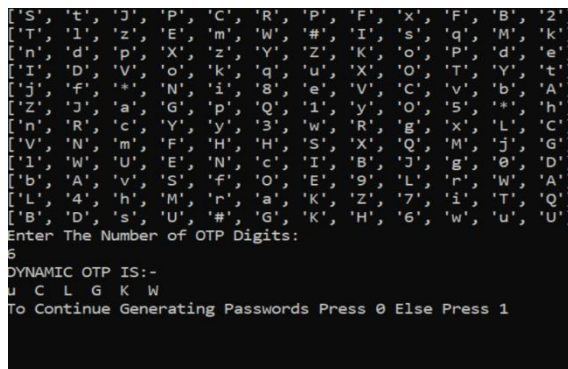 ['S', 't', 'J', 'P', 'C', 'R', 'P', 'F', 'x', 'F', 'B', '2'
['T', 'l', 'z', 'E', 'm', 'W', '#', 'I', 's', 'q', 'M', 'k'
['n', 'd', 'p', 'X', 'z', 'Y', 'Z', 'K', 'o', 'P', 'd', 'e'
['I', 'D', 'V', 'o', 'k', 'q', 'u', 'X', 'O', 'T', 'Y', 't'
['j', 'f', '*', 'N', 'i', '8', 'e', 'V', 'C', 'v', 'b', 'A'
['Z', 'J', 'a', 'G', 'p', 'Q', '1', 'y', 'O', '5', '*', 'h'
['n', 'R', 'c', 'Y', 'y', '3', 'w', 'R', 'g', 'x', 'L', 'C'
['V', 'N', 'm', 'F', 'H', 'H', 'S', 'X', 'Q', 'M', 'j', 'G'
['l', 'W', 'U', 'E', 'N', 'c', 'I', 'B', 'J', 'g', '0', 'D'
['b', 'A', 'v', 'S', 'f', 'O', 'E', '9', 'L', 'r', 'W', 'A'
['L', '4', 'h', 'M', 'r', 'a', 'K', 'Z', '7', 'i', 'T', 'Q'
['B', 'D', 's', 'U', '#', 'G', 'K', 'H', '6', 'w', 'u', 'U'
Enter The Number of OTP Digits:
6
DYNAMIC OTP IS:-
u C L G K W
To Continue Generating Passwords Press 0 Else Press 1